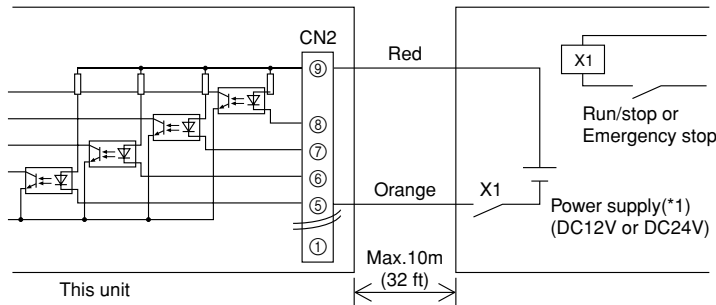 CN2
⑨
Red
X1
Run/stop or
Emergency stop
⑧
⑦
⑥
⑤
Orange
X1
Power supply(*1)
(DC12V or DC24V)
①
Max.10m
(32 ft)
This unit